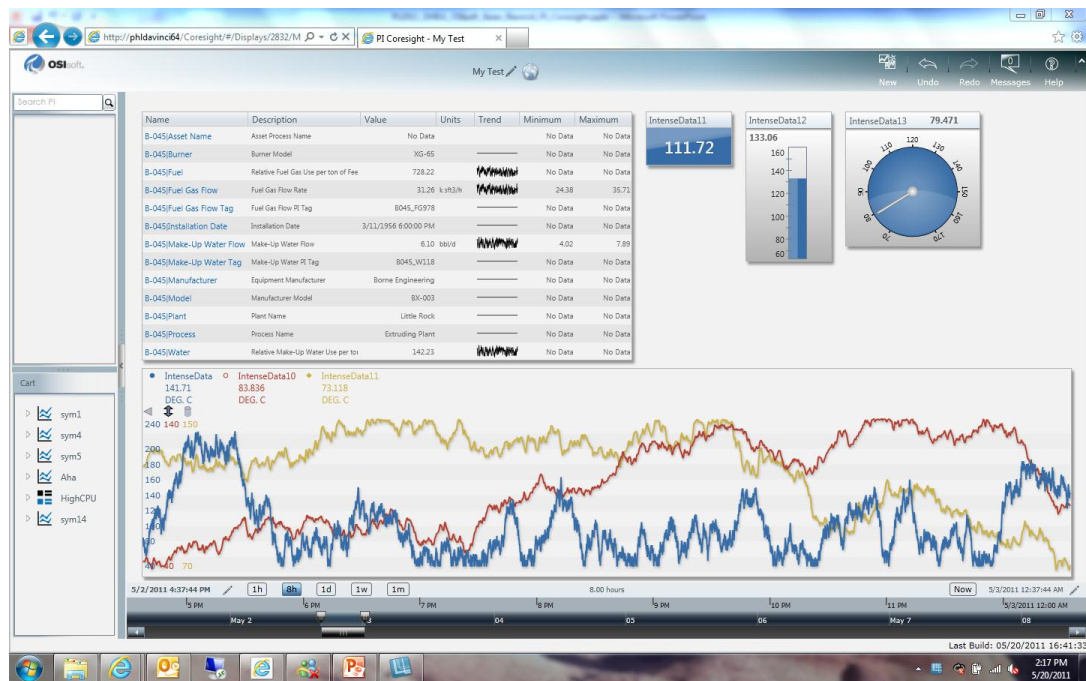 http://phldavinci64/Coresight/#/Displays/2832/M
PI Coresight - My Test
OSIsoft.
My Test
New Undo Redo Messages Help
Search PI
Name Description Value Units Trend Minimum Maximum
B-045|Asset Name Asset Process Name No Data No Data No Data
B-045|Burner Burner Model XG-65 No Data No Data
B-045|Fuel Relative Fuel Gas Use per ton of Fee 728.22 No Data No Data
B-045|Fuel Gas Flow Fuel Gas Flow Rate 31.26 k sft3/h 24.38 35.71
B-045|Fuel Gas Flow Tag Fuel Gas Flow PI Tag B045_FG978 No Data No Data
B-045|Installation Date Installation Date 3/11/1956 6:00:00 PM No Data No Data
B-045|Make-Up Water Flow Make-Up Water Flow 6.10 bbl/d 4.02 7.89
B-045|Make-Up Water Tag Make-Up Water PI Tag B045_W118 No Data No Data
B-045|Manufacturer Equipment Manufacturer Borne Engineering No Data No Data
B-045|Model Manufacturer Model BX-003 No Data No Data
B-045|Plant Plant Name Little Rock No Data No Data
B-045|Process Process Name Extruding Plant No Data No Data
B-045|Water Relative Make-Up Water Use per to 142.23 No Data No Data
IntenseData11
111.72
IntenseData12
133.06
160
140
120
100
80
60
IntenseData13 79.471
70 80 90 100 110 120 130 140 150 160 170
Cart
sym1
sym4
sym5
Aha
HighCPU
sym14
IntenseData IntenseData10 IntenseData11
141.71 83.836 73.118
DEG. C DEG. C DEG. C
240 140 150
200
180
160
140
120
80
40 40 70
5/2/2011 4:37:44 PM 1h 8h 1d 1w 1m 8.00 hours Now 5/3/2011 12:37:44 AM
5 PM 6 PM 7 PM 8 PM 9 PM 10 PM 11 PM 5/3/2011 12:00 AM
May 2 3 04 05 06 May 7 08
Last Build: 05/20/2011 16:41:33
2:17 PM
5/20/2011